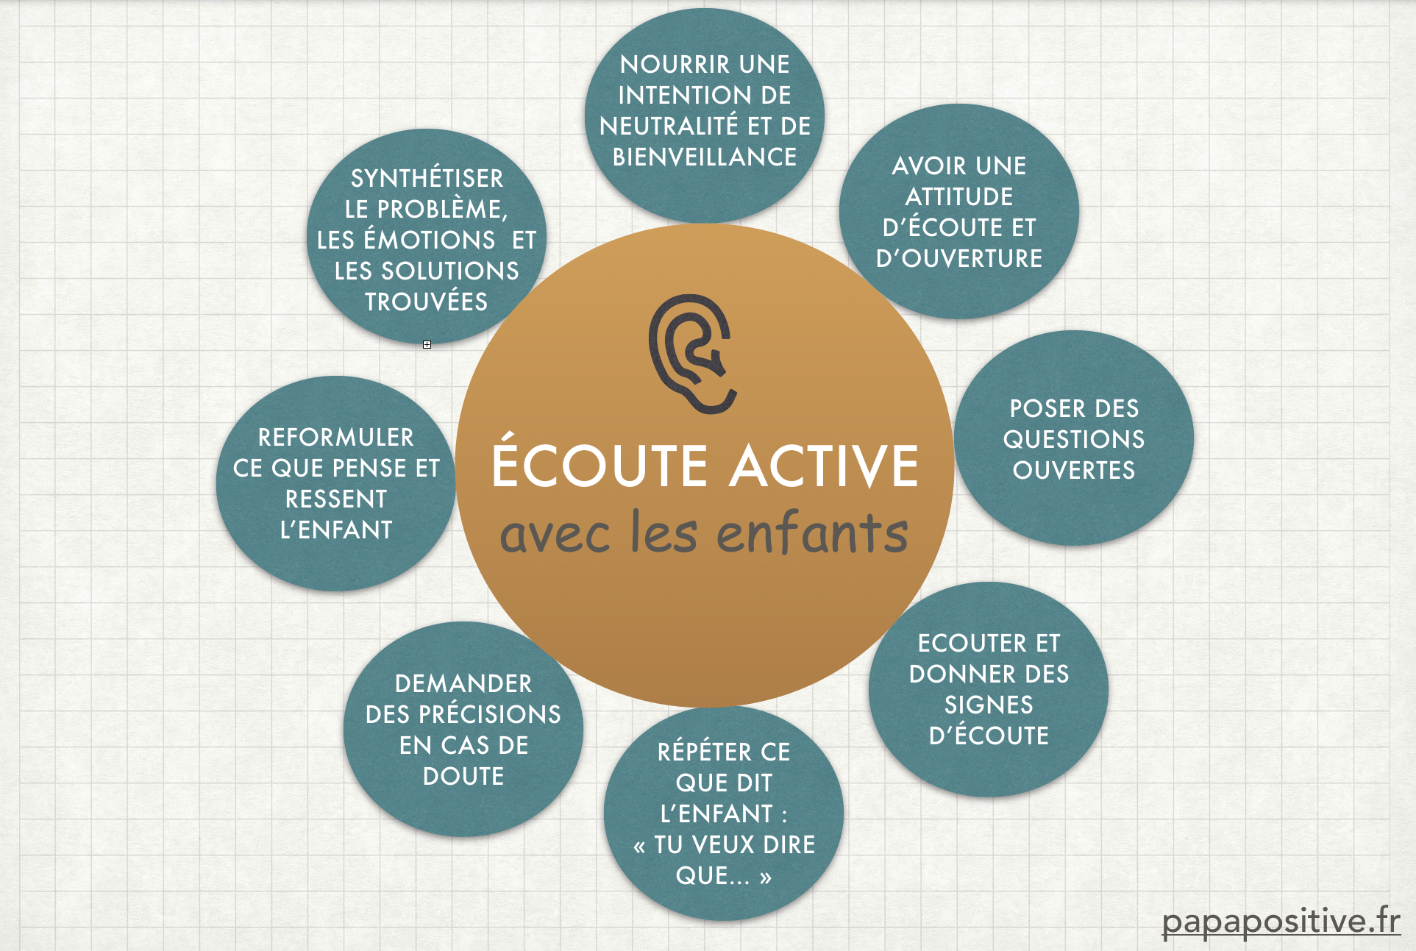 NOURRIR UNE
INTENTION DE
NEUTRALITÉ ET DE
BIENVEILLANCE
AVOIR UNE
ATTITUDE
D’ÉCOUTE ET
D’OUVERTURE
POSER DES
QUESTIONS
OUVERTES
ECOUTER ET
DONNER DES
SIGNES
D’ÉCOUTE
RÉPÉTER CE
QUE DIT
L’ENFANT :
« TU VEUX DIRE
QUE... »
DEMANDER
DES PRÉCISIONS
EN CAS DE
DOUTE
REFORMULER
CE QUE PENSE ET
RESSENT
L’ENFANT
SYNTHÉTISER
LE PROBLÈME,
LES ÉMOTIONS ET
LES SOLUTIONS
TROUVÉES
ÉCOUTE ACTIVE
avec les enfants
papapositive.fr